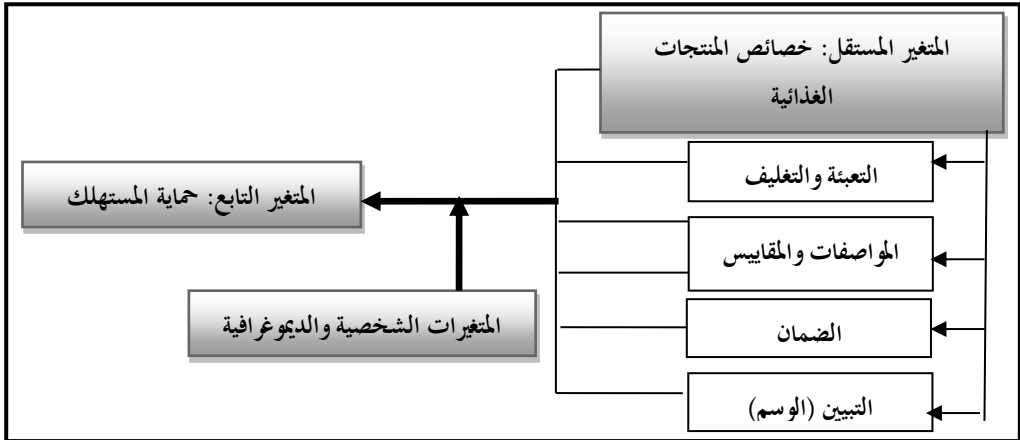 المتغير المستقل: خصائص المنتجات
الغذائية
التعبئة والتغليف
المتغير التابع: حماية المستهلك
المواصفات والمقاييس
المتغيرات الشخصية والديموغرافية
الضمان
التبيين (الوسم)